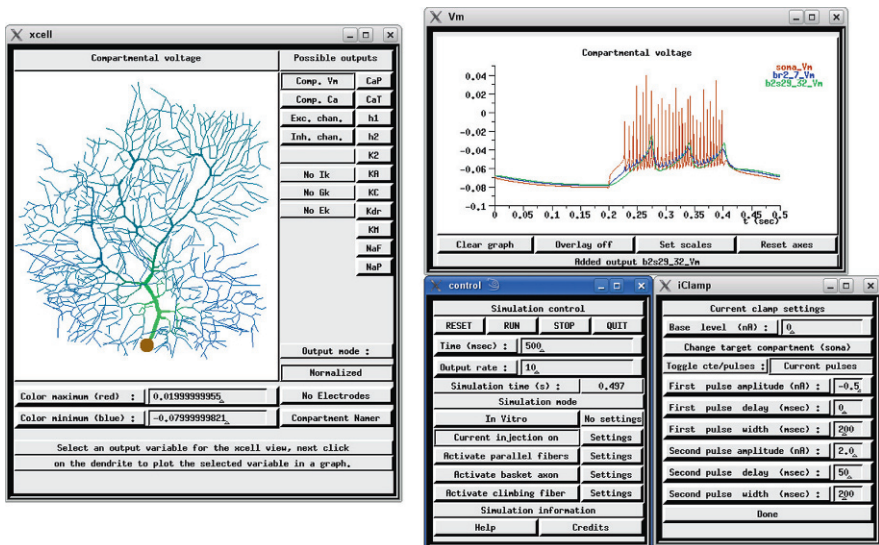 xcell
Compartmental voltage
Possible outputs
Comp. Vm
CaP
Comp. Ca
CaT
Exc. chan.
h1
Inh. chan.
h2
K2
No Ik
KA
No Gk
KC
No Ek
Kdr
KM
NaF
NaP
Output mode :
Normalized
Color maximum (red) :
0.01999999955
No Electrodes
Color minimum (blue) :
-0.07999999821
Compartment Namer
Select an output variable for the xcell view, next click
on the dendrite to plot the selected variable in a graph.
Vm
Compartmental voltage
soma_Vm
br2_7_Vm
b2s29_32_Vm
0.04
0.02
0
-0.02
-0.04
-0.06
-0.08
-0.1
0 0.05 0.1 0.15 0.2 0.25 0.3 0.35 0.4 0.45 0.5
t (sec)
Clear graph
Overlay off
Set scales
Reset axes
Added output b2s29_32_Vm
control
Simulation control
RESET
RUN
STOP
QUIT
Time (msec) :
500
Output rate :
10
Simulation time (s) :
0.497
Simulation mode
In Vitro
No settings
Current injection on
Settings
Activate parallel fibers
Settings
Activate basket axon
Settings
Activate climbing fiber
Settings
Simulation information
Help
Credits
iClamp
Current clamp settings
Base level (nA) :
0
Change target compartment (soma)
Toggle cte/pulses :
Current pulses
First pulse amplitude (nA) :
-0.5
First pulse delay (msec) :
0
First pulse width (msec) :
200
Second pulse amplitude (nA) :
2.0
Second pulse delay (msec) :
50
Second pulse width (msec) :
200
Done